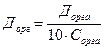 Д_орг = Д_орга / (10 · С_орга)